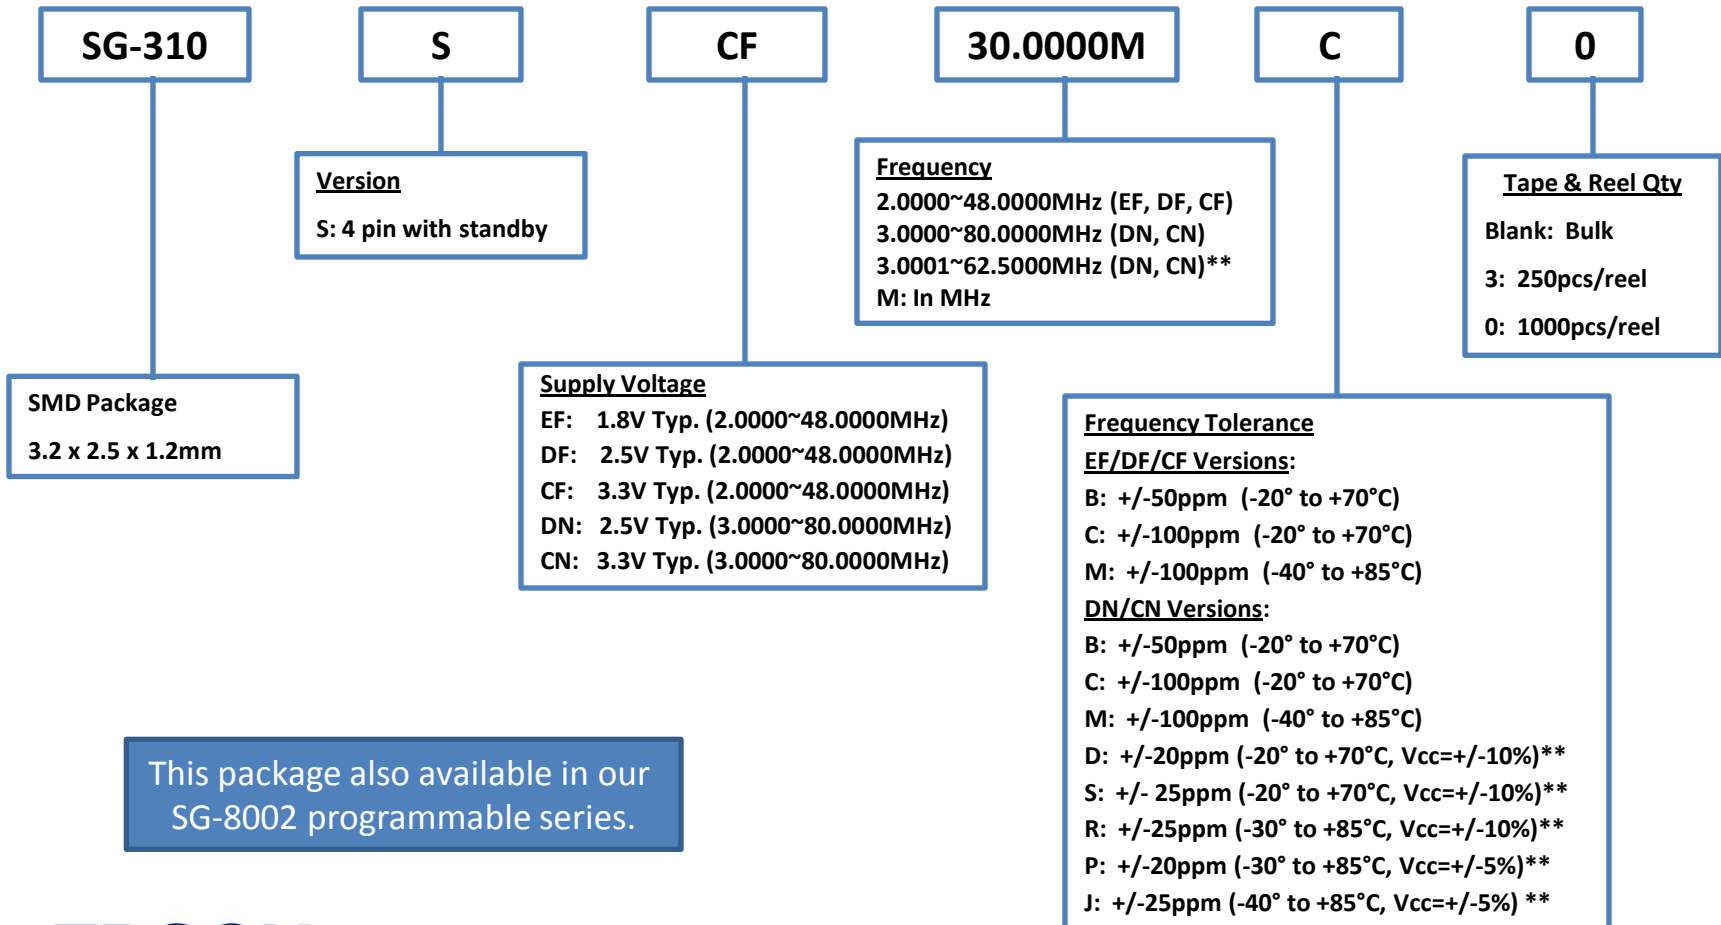 SG-310
S
CF
30.0000M
C
0
Version
S: 4 pin with standby
Frequency
2.0000~48.0000MHz (EF, DF, CF)
3.0000~80.0000MHz (DN, CN)
3.0001~62.5000MHz (DN, CN)**
M: In MHz
Tape & Reel Qty
Blank: Bulk
3: 250pcs/reel
0: 1000pcs/reel
SMD Package
3.2 x 2.5 x 1.2mm
Supply Voltage
EF: 1.8V Typ. (2.0000~48.0000MHz)
DF: 2.5V Typ. (2.0000~48.0000MHz)
CF: 3.3V Typ. (2.0000~48.0000MHz)
DN: 2.5V Typ. (3.0000~80.0000MHz)
CN: 3.3V Typ. (3.0000~80.0000MHz)
Frequency Tolerance
EF/DF/CF Versions:
B: +/-50ppm (-20° to +70°C)
C: +/-100ppm (-20° to +70°C)
M: +/-100ppm (-40° to +85°C)
DN/CN Versions:
B: +/-50ppm (-20° to +70°C)
C: +/-100ppm (-20° to +70°C)
M: +/-100ppm (-40° to +85°C)
D: +/-20ppm (-20° to +70°C, Vcc=+/-10%)**
S: +/- 25ppm (-20° to +70°C, Vcc=+/-10%)**
R: +/-25ppm (-30° to +85°C, Vcc=+/-10%)**
P: +/-20ppm (-30° to +85°C, Vcc=+/-5%)**
J: +/-25ppm (-40° to +85°C, Vcc=+/-5%) **
This package also available in our
SG-8002 programmable series.